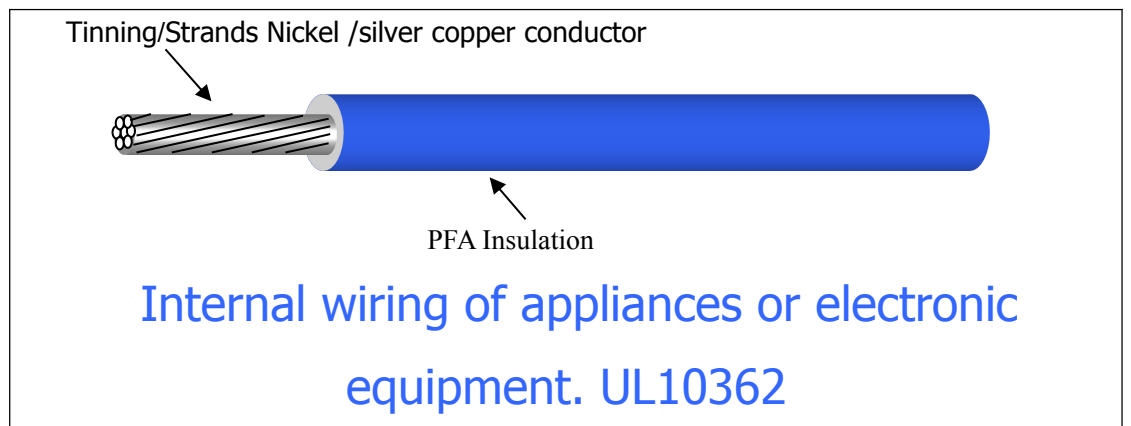 Tinning/Strands Nickel /silver copper conductor
PFA Insulation
Internal wiring of appliances or electronic
equipment. UL10362